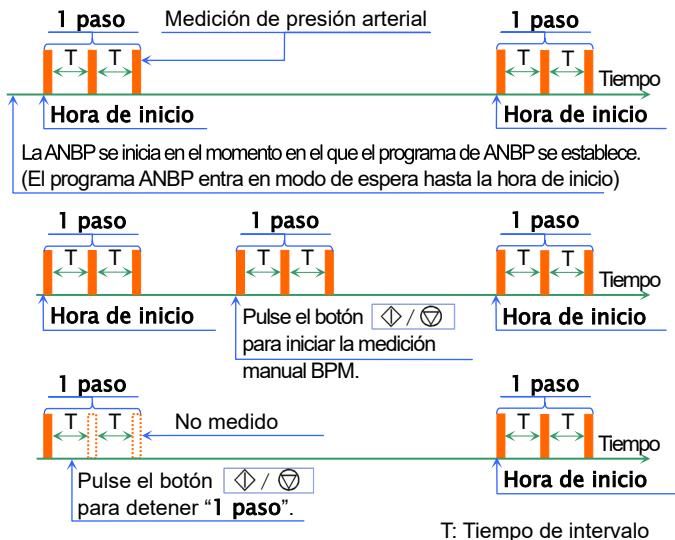 1 paso Medición de presión arterial 1 paso
T T T T
Tiempo
Hora de inicio Hora de inicio
La ANBP se inicia en el momento en el que el programa de ANBP se establece.
(El programa ANBP entra en modo de espera hasta la hora de inicio)
1 paso 1 paso 1 paso
T T T T T T
Tiempo
Hora de inicio Pulse el botón / Hora de inicio
para iniciar la medición
manual BPM.
1 paso 1 paso
T T No medido T T
Tiempo
Pulse el botón / Hora de inicio
para detener “1 paso”.
T: Tiempo de intervalo